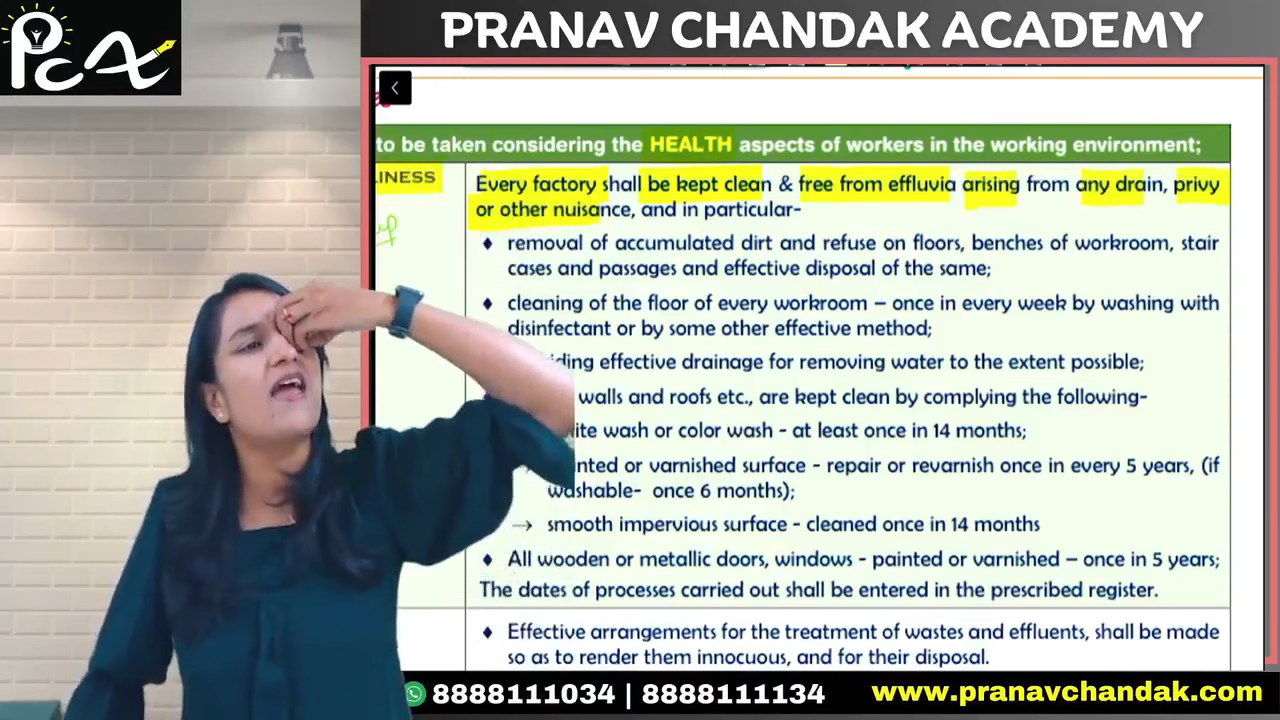 PCA
PRANAV CHANDAK ACADEMY
to be taken considering the HEALTH aspects of workers in the working environment;
LINESS
Every factory shall be kept clean & free from effluvia arising from any drain, privy
or other nuisance, and in particular-
♦ removal of accumulated dirt and refuse on floors, benches of workroom, stair
cases and passages and effective disposal of the same;
♦ cleaning of the floor of every workroom – once in every week by washing with
disinfectant or by some other effective method;
effective drainage for removing water to the extent possible;
walls and roofs etc., are kept clean by complying the following-
wash or color wash - at least once in 14 months;
or varnished surface - repair or revarnish once in every 5 years, (if
washable- once 6 months);
→ smooth impervious surface - cleaned once in 14 months
♦ All wooden or metallic doors, windows - painted or varnished – once in 5 years;
The dates of processes carried out shall be entered in the prescribed register.
♦ Effective arrangements for the treatment of wastes and effluents, shall be made
so as to render them innocuous, and for their disposal.
8888111034 | 8888111134
www.pranavchandak.com